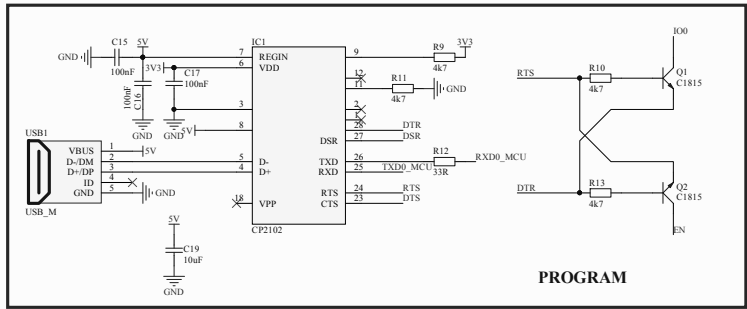 C15
5V
GND
100nF
100nF
C16
GND
3V3
C17
100nF
GND
5V
IC1
CP2102
7 REGIN
6 VDD
3
8
5 D-
4 D+
18 VPP
9
12
11
2
1
28
DSR 27
TXD 26
RXD 25
RTS 24
CTS 23
R9
4k7
3V3
R11
4k7
GND
DTR
DSR
R12
33R
RXD0_MCU
TXD0_MCU
RTS
DTS
USB1
VBUS 1 5V
D-/DM 2
D+/DP 3
ID 4
GND 5 GND
USB_M
5V
C19
10uF
GND
IO0
RTS
R10
4k7
Q1
C1815
DTR
R13
4k7
Q2
C1815
EN
PROGRAM